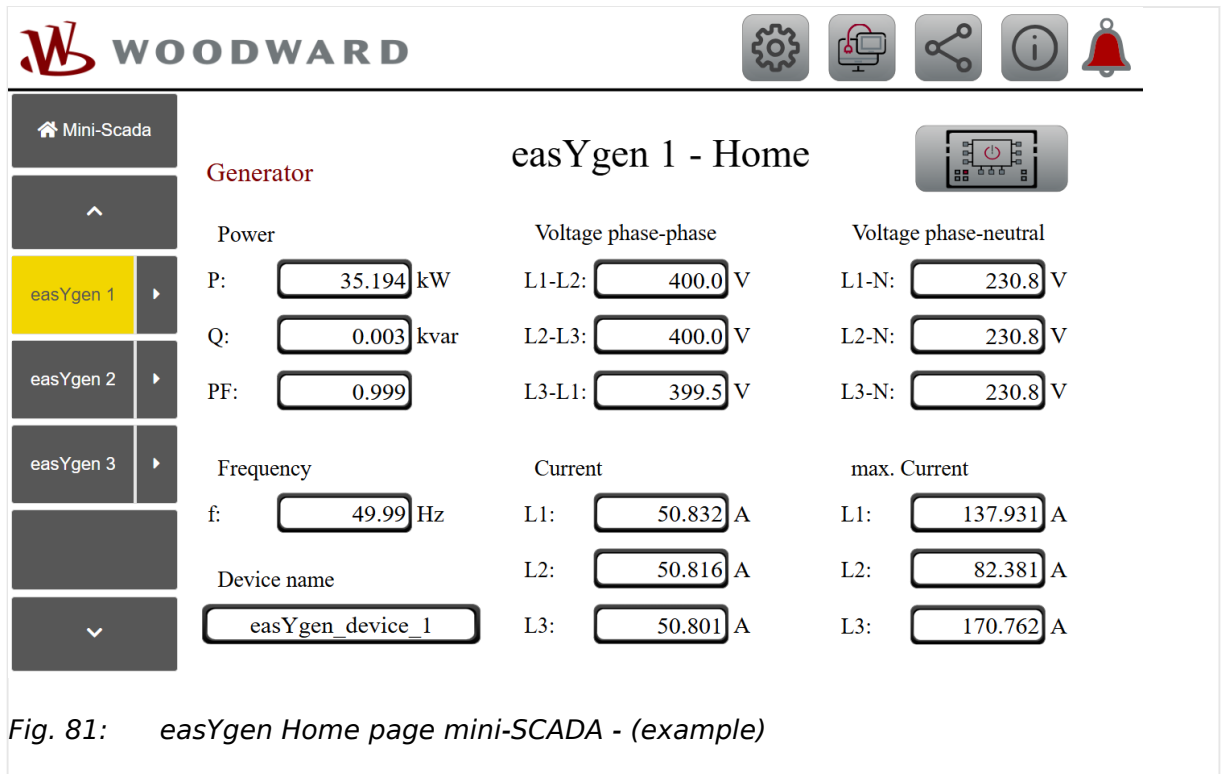 WOODWARD
Mini-Scada
easYgen 1 - Home
Generator
Power
Voltage phase-phase
Voltage phase-neutral
easYgen 1
P: 35.194 kW
L1-L2: 400.0 V
L1-N: 230.8 V
Q: 0.003 kvar
L2-L3: 400.0 V
L2-N: 230.8 V
easYgen 2
PF: 0.999
L3-L1: 399.5 V
L3-N: 230.8 V
easYgen 3
Frequency
Current
max. Current
f: 49.99 Hz
L1: 50.832 A
L1: 137.931 A
Device name
L2: 50.816 A
L2: 82.381 A
easYgen_device_1
L3: 50.801 A
L3: 170.762 A
Fig. 81: easYgen Home page mini-SCADA - (example)